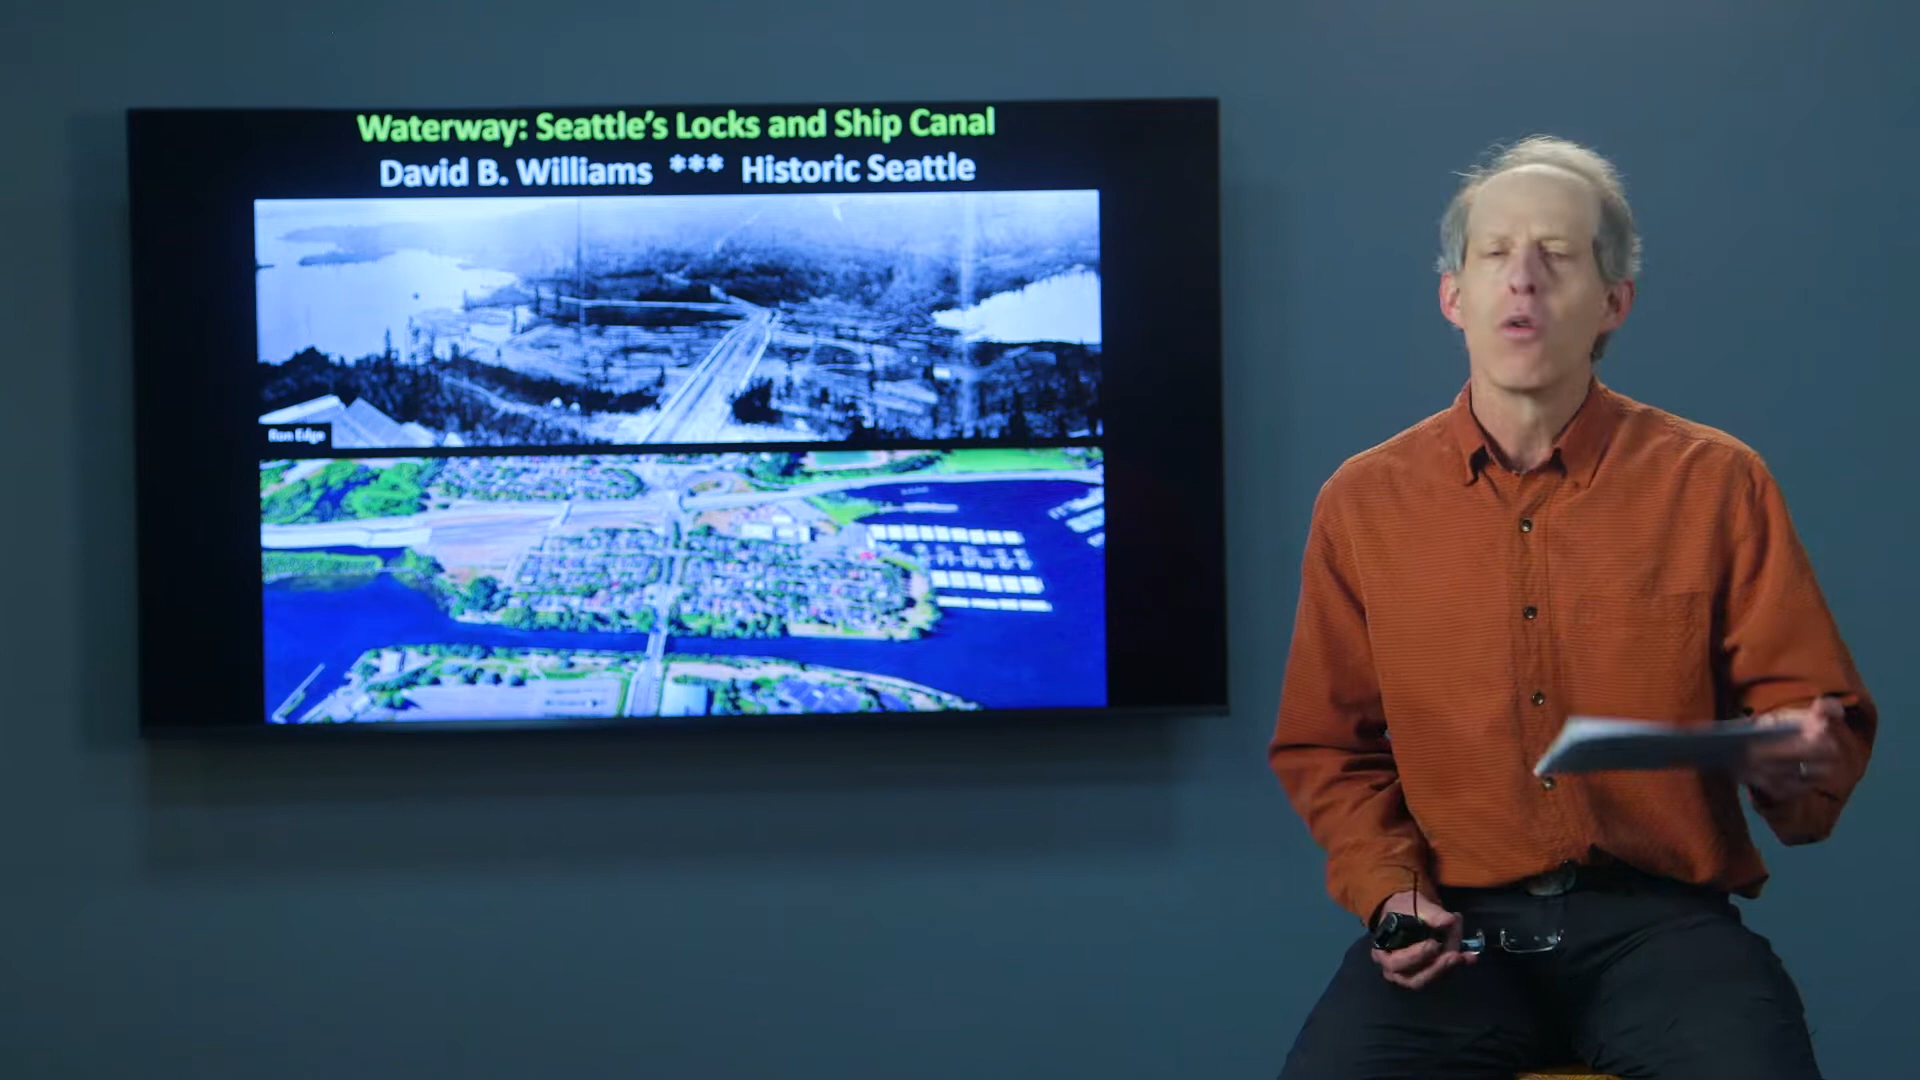 Waterway: Seattle's Locks and Ship Canal
David B. Williams *** Historic Seattle
Ron Edge